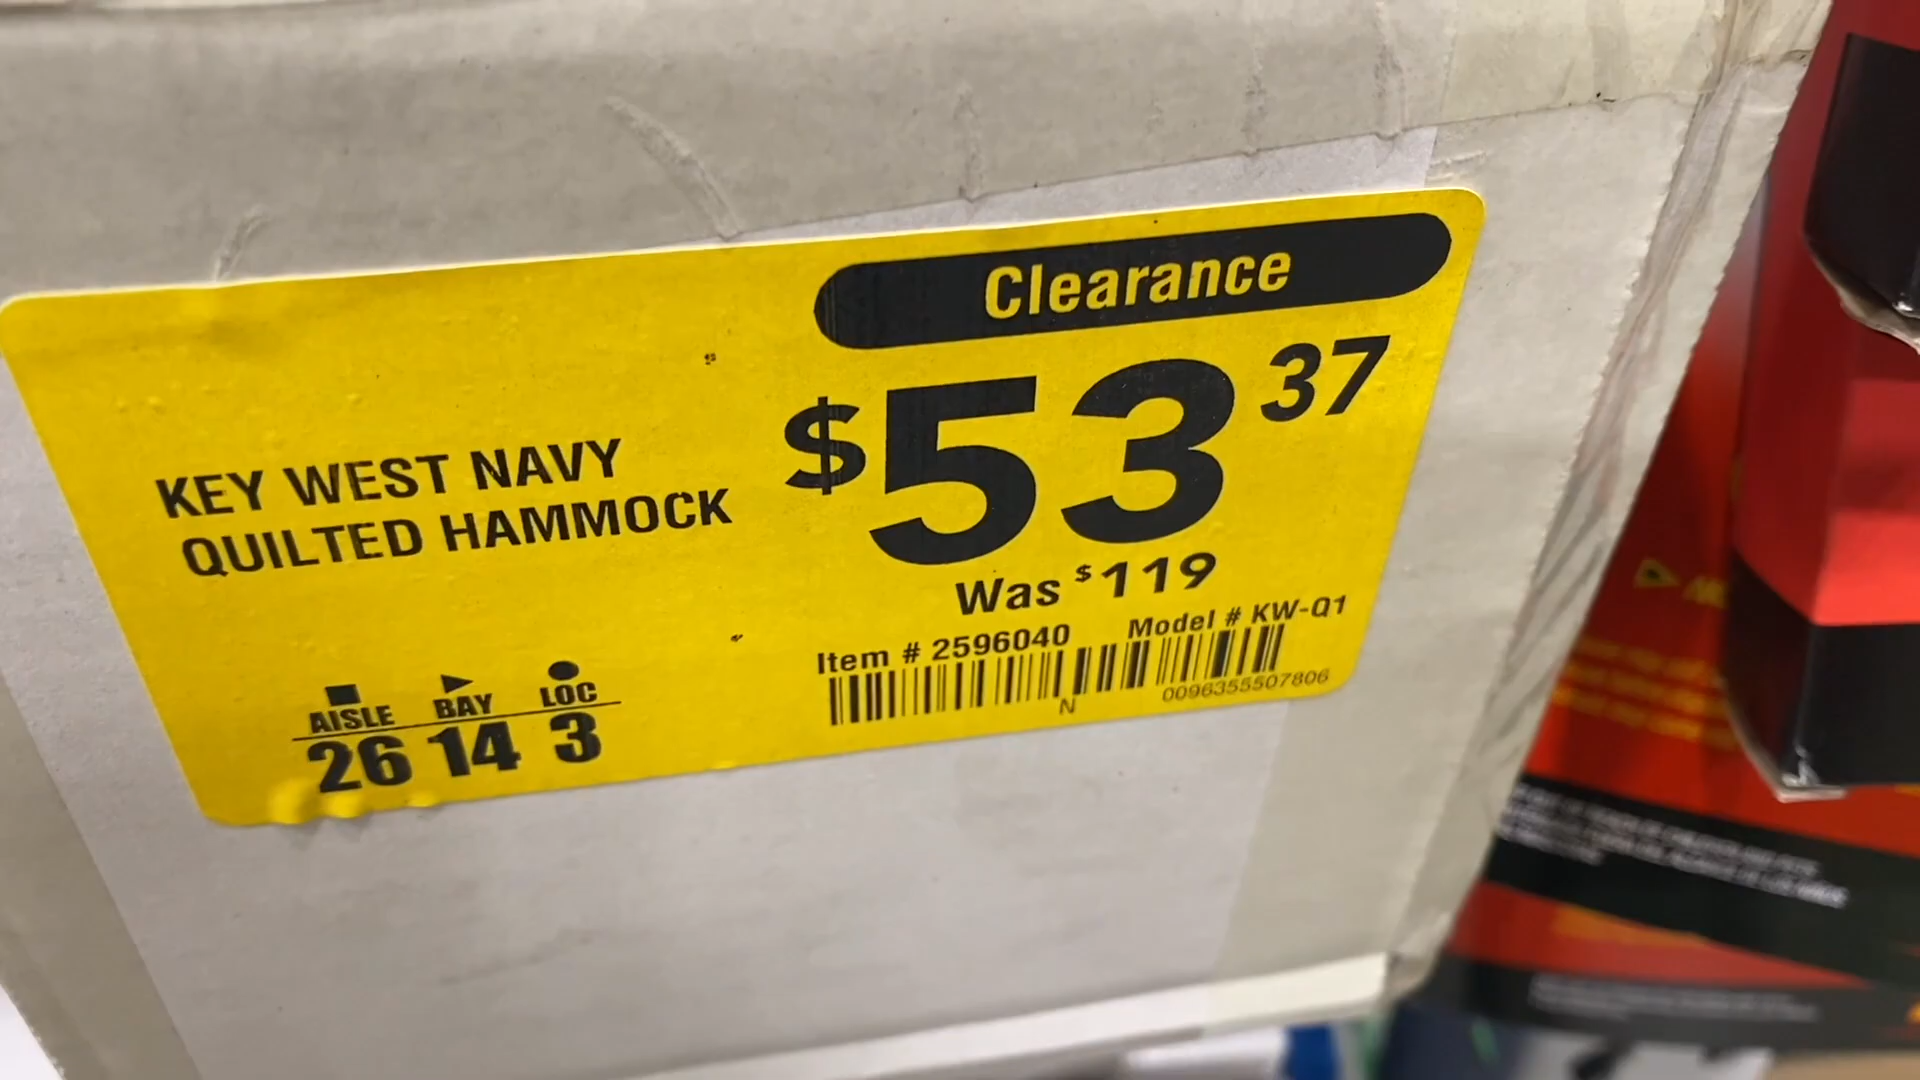 Clearance
$53 37
KEY WEST NAVY
QUILTED HAMMOCK
Was $119
Item # 2596040 Model # KW-Q1
N 0096355507806
AISLE BAY LOC
26 14 3